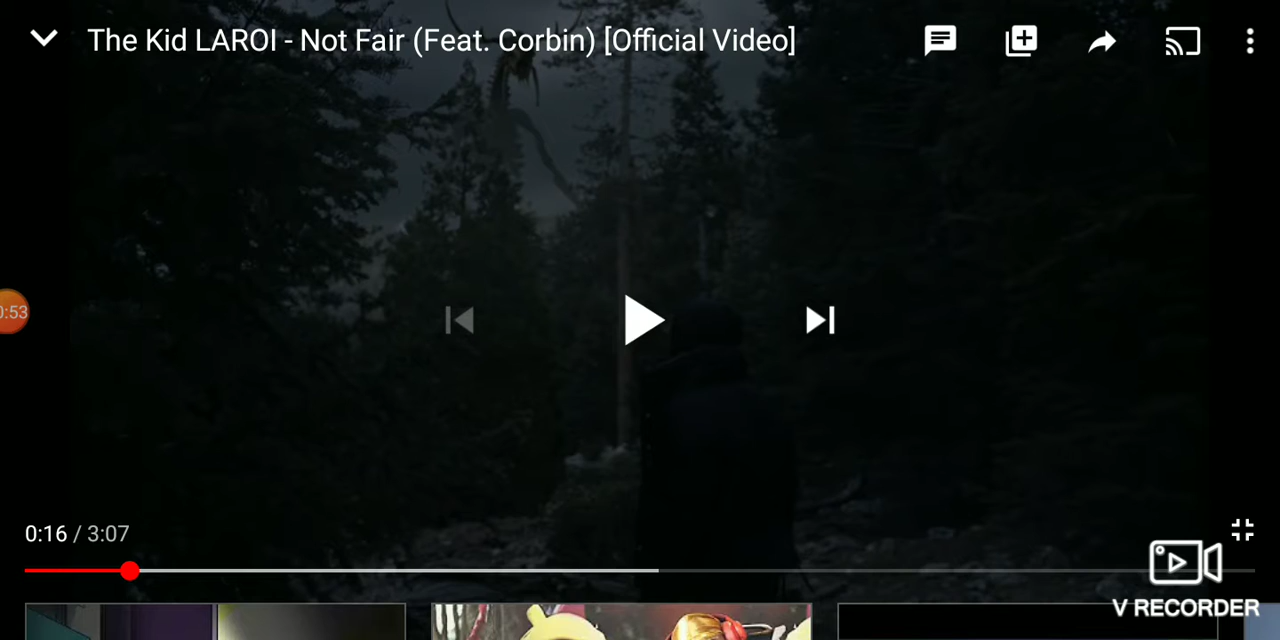 The Kid LAROI - Not Fair (Feat. Corbin) [Official Video]
0:53
0:16 / 3:07
V RECORDER